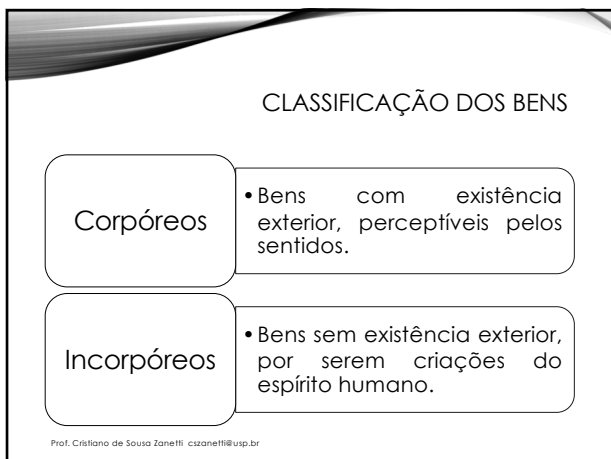 CLASSIFICAÇÃO DOS BENS
Corpóreos
•Bens com existência
exterior, perceptíveis pelos
sentidos.
Incorpóreos
•Bens sem existência exterior,
por serem criações do
espírito humano.
Prof. Cristiano de Sousa Zanetti cszanetti@usp.br